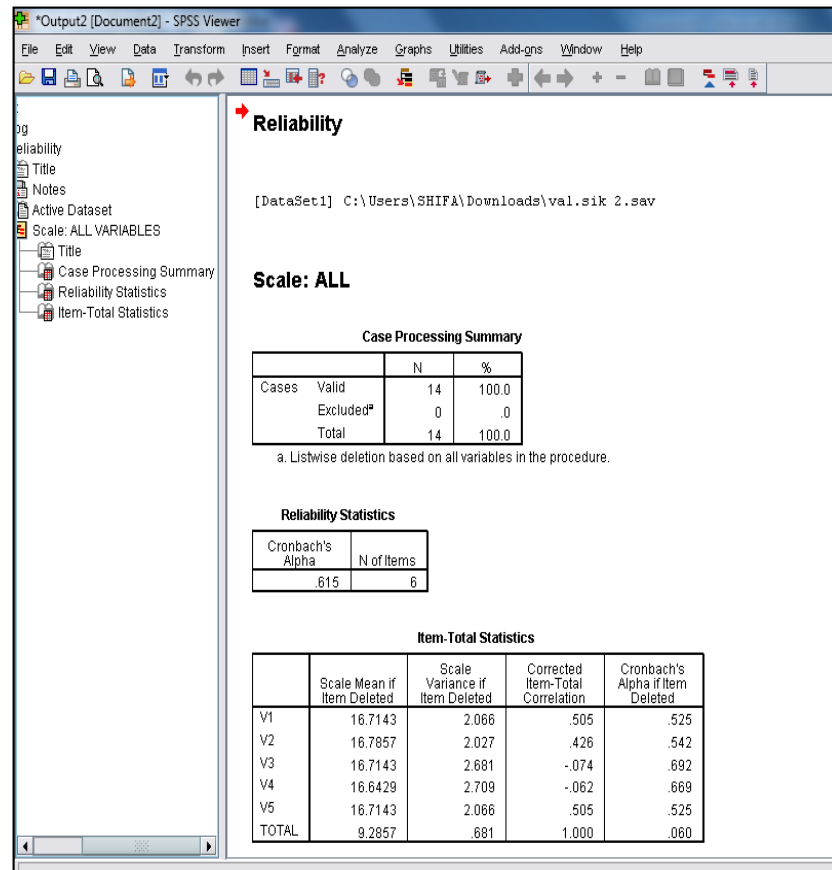 *Output2 [Document2] - SPSS Viewer
File Edit View Data Transform Insert Format Analyze Graphs Utilities Add-ons Window Help
og
eliability
Title
Notes
Active Dataset
Scale: ALL VARIABLES
Title
Case Processing Summary
Reliability Statistics
Item-Total Statistics
Reliability
[DataSet1] C:\Users\SHIFA\Downloads\val.sik 2.sav
Scale: ALL
Case Processing Summary
N %
Cases Valid 14 100.0
Excludedª 0 .0
Total 14 100.0
a. Listwise deletion based on all variables in the procedure.
Reliability Statistics
Cronbach's Alpha N of Items
.615 6
Item-Total Statistics
Scale Mean if Item Deleted Scale Variance if Item Deleted Corrected Item-Total Correlation Cronbach's Alpha if Item Deleted
V1 16.7143 2.066 .505 .525
V2 16.7857 2.027 .426 .542
V3 16.7143 2.681 -.074 .692
V4 16.6429 2.709 -.062 .669
V5 16.7143 2.066 .505 .525
TOTAL 9.2857 .681 1.000 .060